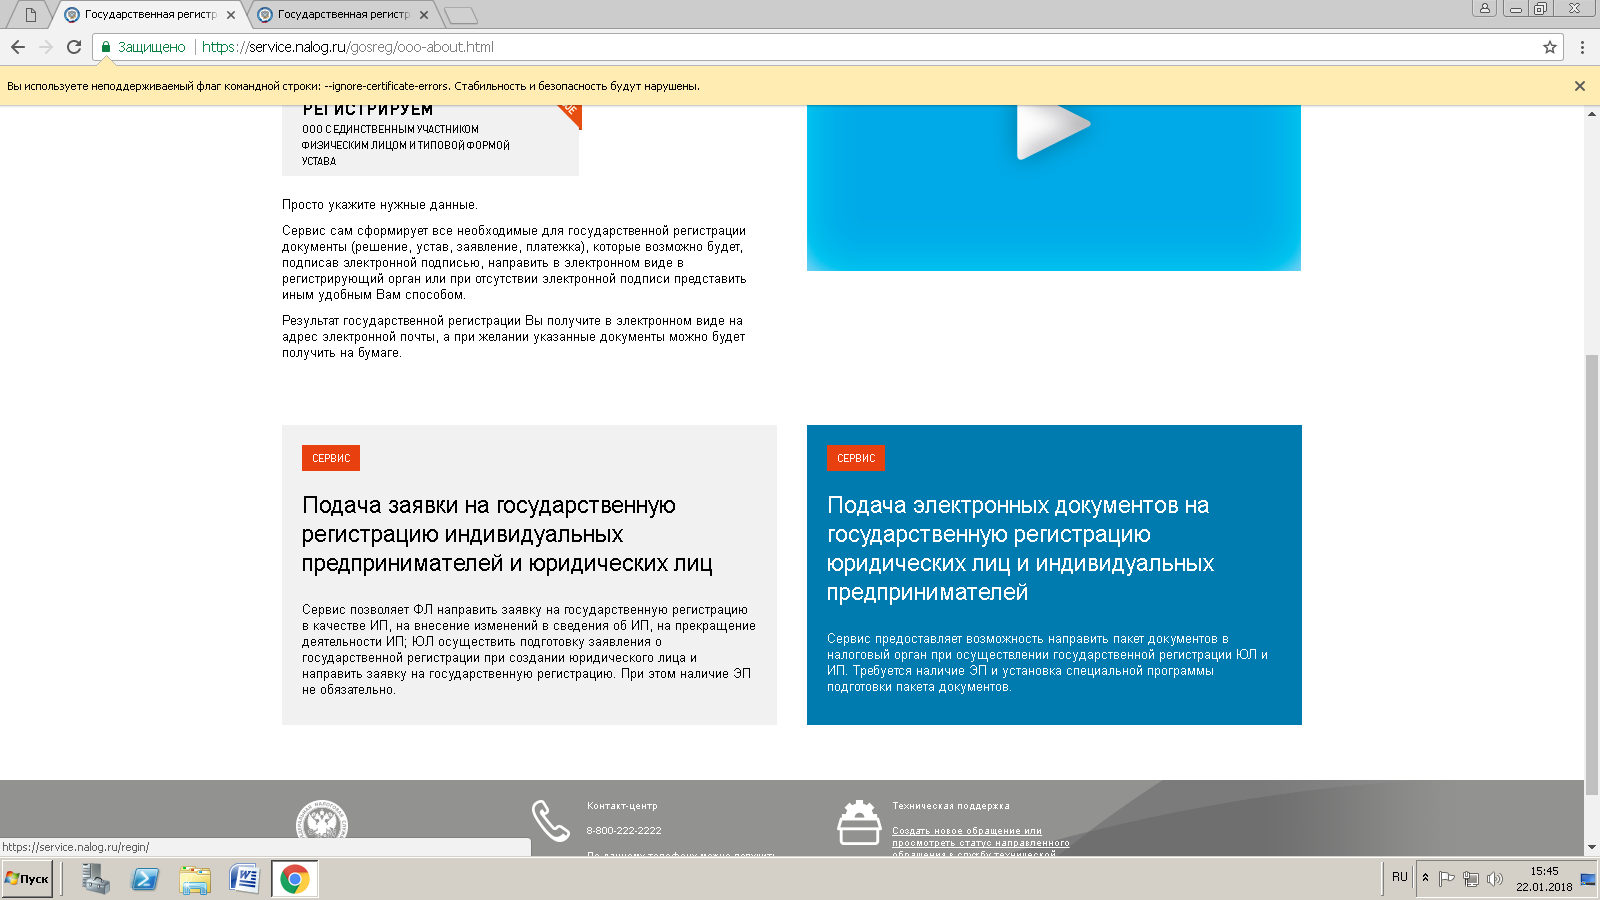 Государственная регистр
Государственная регистр
Защищено
https://service.nalog.ru/gosreg/ooo-about.html
Вы используете неподдерживаемый флаг командной строки: --ignore-certificate-errors. Стабильность и безопасность будут нарушены.
РЕГИСТРИРУЕМ
ООО С ЕДИНСТВЕННЫМ УЧАСТНИКОМ
ФИЗИЧЕСКИМ ЛИЦОМ И ТИПОВОЙ ФОРМОЙ
УСТАВА
Просто укажите нужные данные.
Сервис сам сформирует все необходимые для государственной регистрации
документы (решение, устав, заявление, платежка), которые возможно будет,
подписав электронной подписью, направить в электронном виде в
регистрирующий орган или при отсутствии электронной подписи представить
иным удобным Вам способом.
Результат государственной регистрации Вы получите в электронном виде на
адрес электронной почты, а при желании указанные документы можно будет
получить на бумаге.
СЕРВИС
Подача заявки на государственную
регистрацию индивидуальных
предпринимателей и юридических лиц
Сервис позволяет ФЛ направить заявку на государственную регистрацию
в качестве ИП, на внесение изменений в сведения об ИП, на прекращение
деятельности ИП; ЮЛ осуществить подготовку заявления о
государственной регистрации при создании юридического лица и
направить заявку на государственную регистрацию. При этом наличие ЭП
не обязательно.
СЕРВИС
Подача электронных документов на
государственную регистрацию
юридических лиц и индивидуальных
предпринимателей
Сервис предоставляет возможность направить пакет документов в
налоговый орган при осуществлении государственной регистрации ЮЛ и
ИП. Требуется наличие ЭП и установка специальной программы
подготовки пакета документов.
Контакт-центр
8-800-222-2222
По данному телефону можно получить
Техническая поддержка
Создать новое обращение или
просмотреть статус направленного
обращения в службу технической
https://service.nalog.ru/regin/
Пуск
RU
15:45
22.01.2018